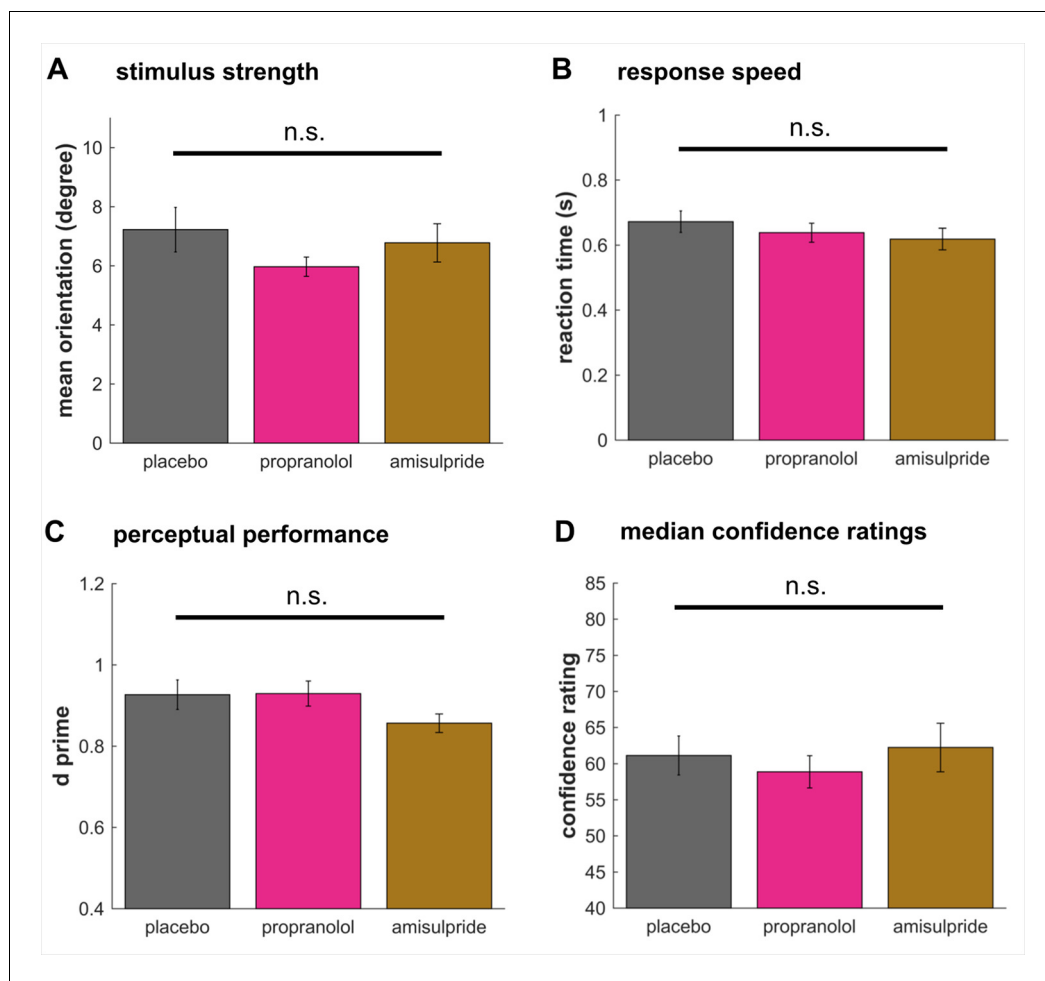 A stimulus strength
n.s.
mean orientation (degree)
10
8
6
4
2
0
placebo propranolol amisulpride
B response speed
n.s.
reaction time (s)
1
0.8
0.6
0.4
0.2
0
placebo propranolol amisulpride
C perceptual performance
n.s.
d prime
1.2
1
0.8
0.6
0.4
placebo propranolol amisulpride
D median confidence ratings
n.s.
confidence rating
85
80
75
70
65
60
55
50
45
40
placebo propranolol amisulpride